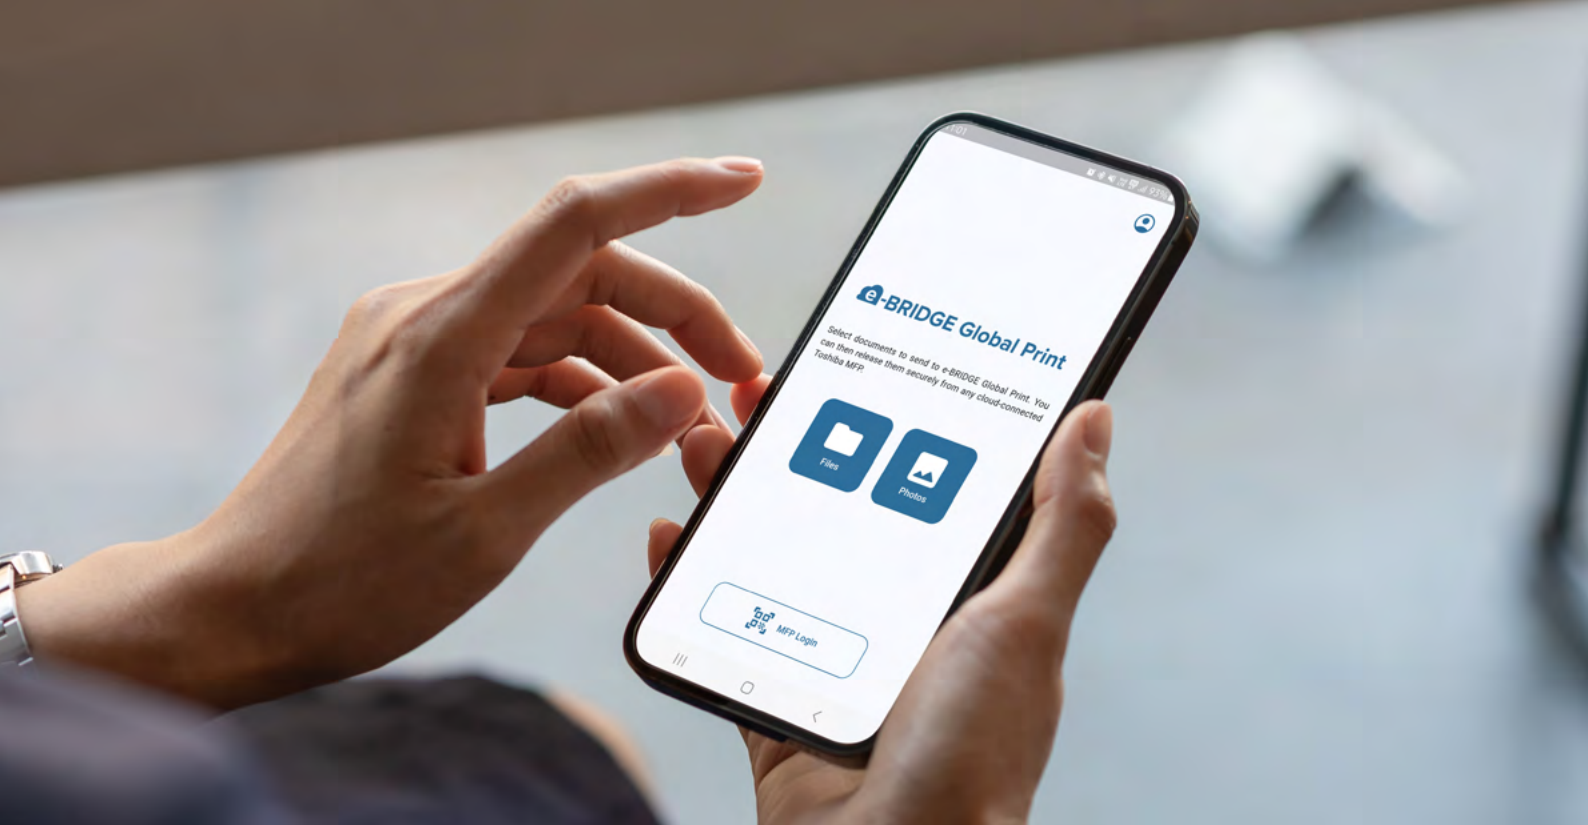 e-BRIDGE Global Print
Select documents to send to e-BRIDGE Global Print. You
can then release them securely from any cloud-connected
Toshiba MFP.
Files
Photos
MFP Login
93%